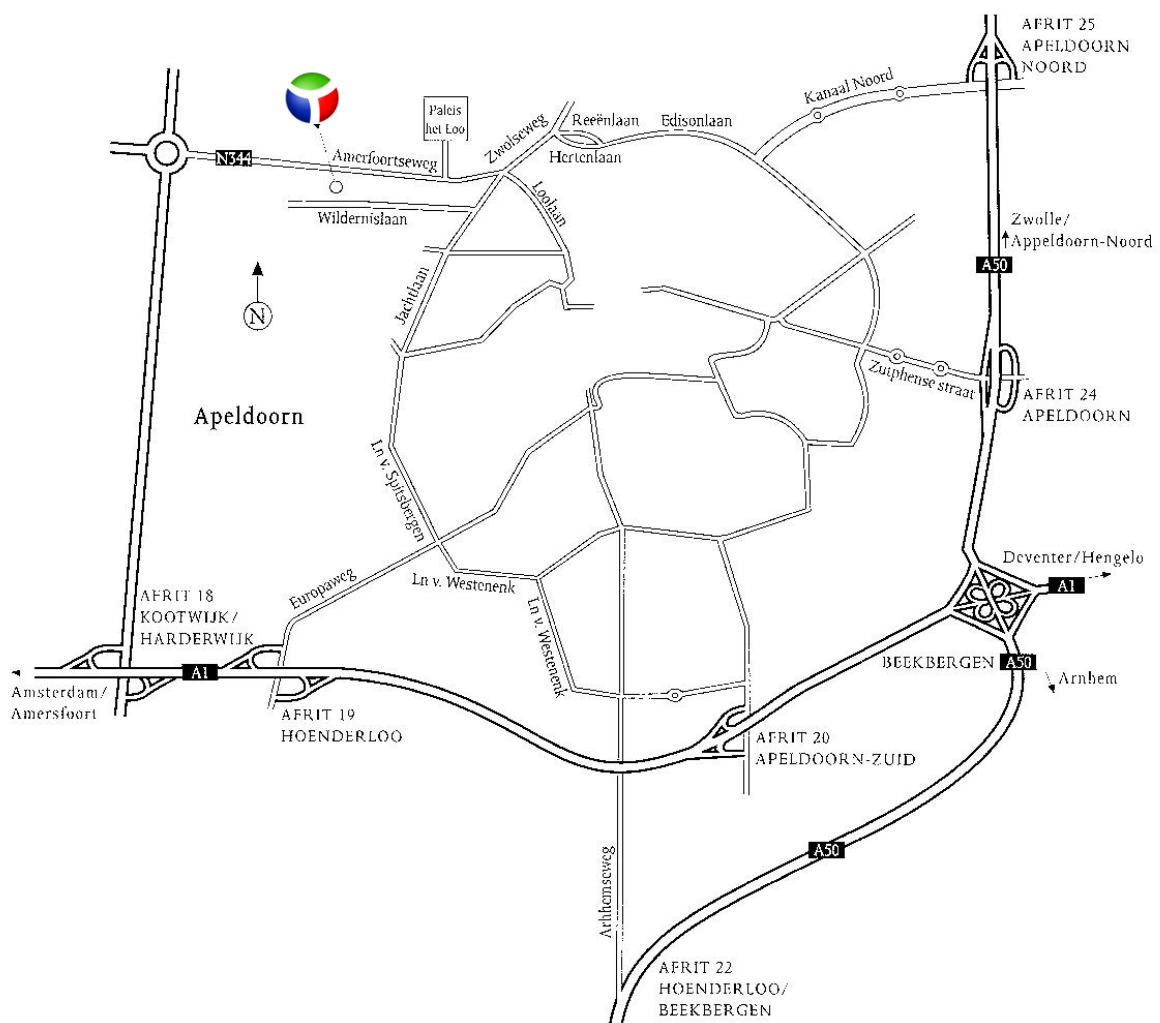 AFRIT 25
APELDOORN
NOORD
Kanaal Noord
Paleis
het Loo
Zwolseweg
Reeënlaan
Edisonlaan
Hertenlaan
N344
Amerfoortseweg
Loolaan
Wildernislaan
Zwolle/
Appeldoorn-Noord
A50
Jachtlaan
N
Zutphense straat
AFRIT 24
APELDOORN
Apeldoorn
Ln v. Spitsbergen
Deventer/Hengelo
A1
Europaweg
Ln v. Westenenk
Ln v. Westenenk
AFRIT 18
KOOTWIJK/
HARDERWIJK
A1
Amsterdam/
Amersfoort
AFRIT 19
HOENDERLOO
BEEKBERGEN
A50
Arnhem
AFRIT 20
APELDOORN-ZUID
A50
Arhhemseweg
AFRIT 22
HOENDERLOO/
BEEKBERGEN